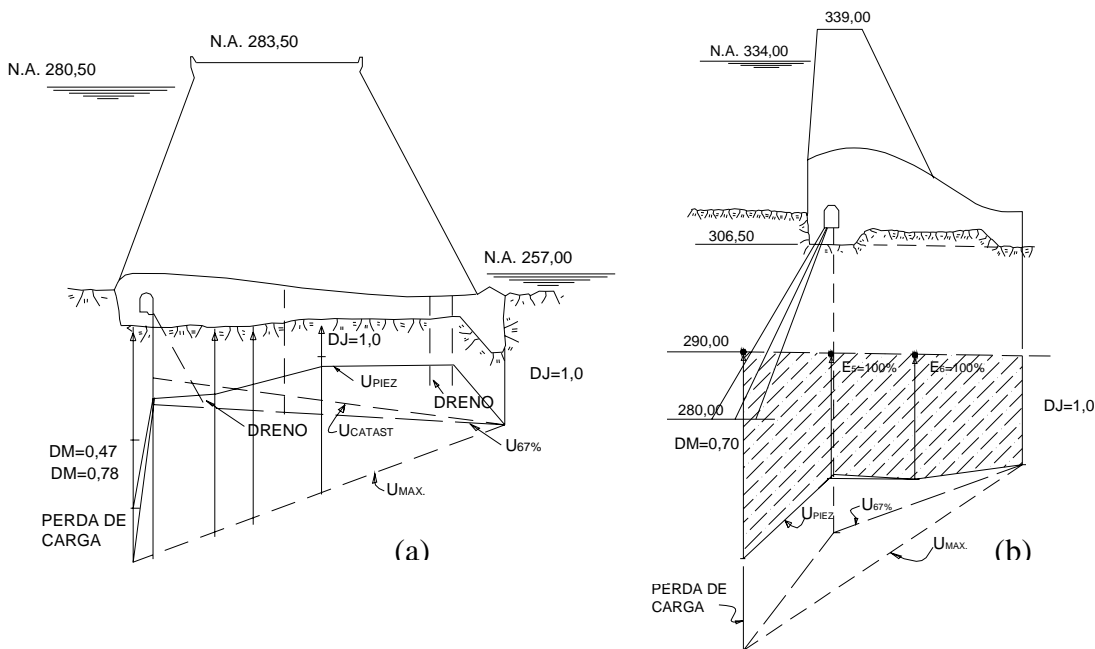 N.A. 283,50
N.A. 280,50
N.A. 257,00
DJ=1,0
UPIEZ
DJ=1,0
DRENO
DRENO
UCATAST
U67%
DM=0,47
DM=0,78
UMAX.
PERDA DE
CARGA
(a)
339,00
N.A. 334,00
306,50
290,00
E5=100%
E6=100%
280,00
DM=0,70
DJ=1,0
UPIEZ
U67%
UMAX.
(b)
PERDA DE
CARGA